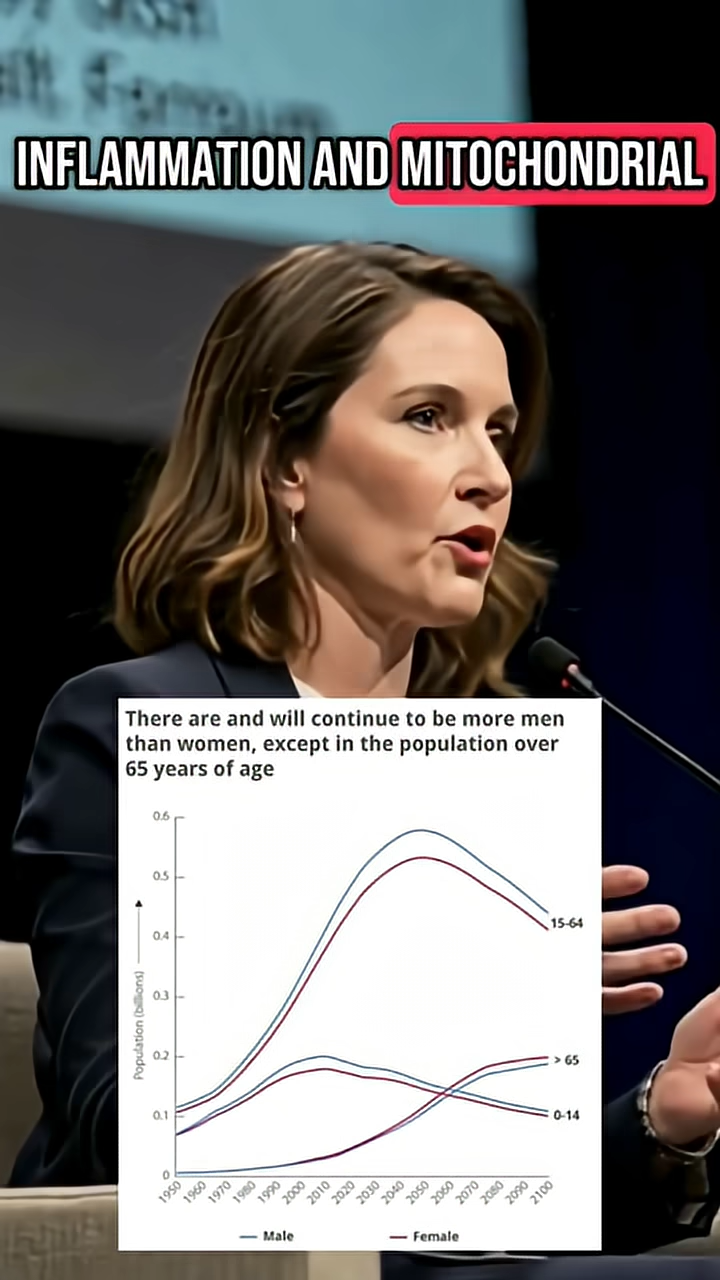 INFLAMMATION AND MITOCHONDRIAL
There are and will continue to be more men
than women, except in the population over
65 years of age
0.6
0.5
0.4
0.3
0.2
0.1
0
Population (billions)
15-64
> 65
0-14
1950 1960 1970 1980 1990 2000 2010 2020 2030 2040 2050 2060 2070 2080 2090 2100
Male Female